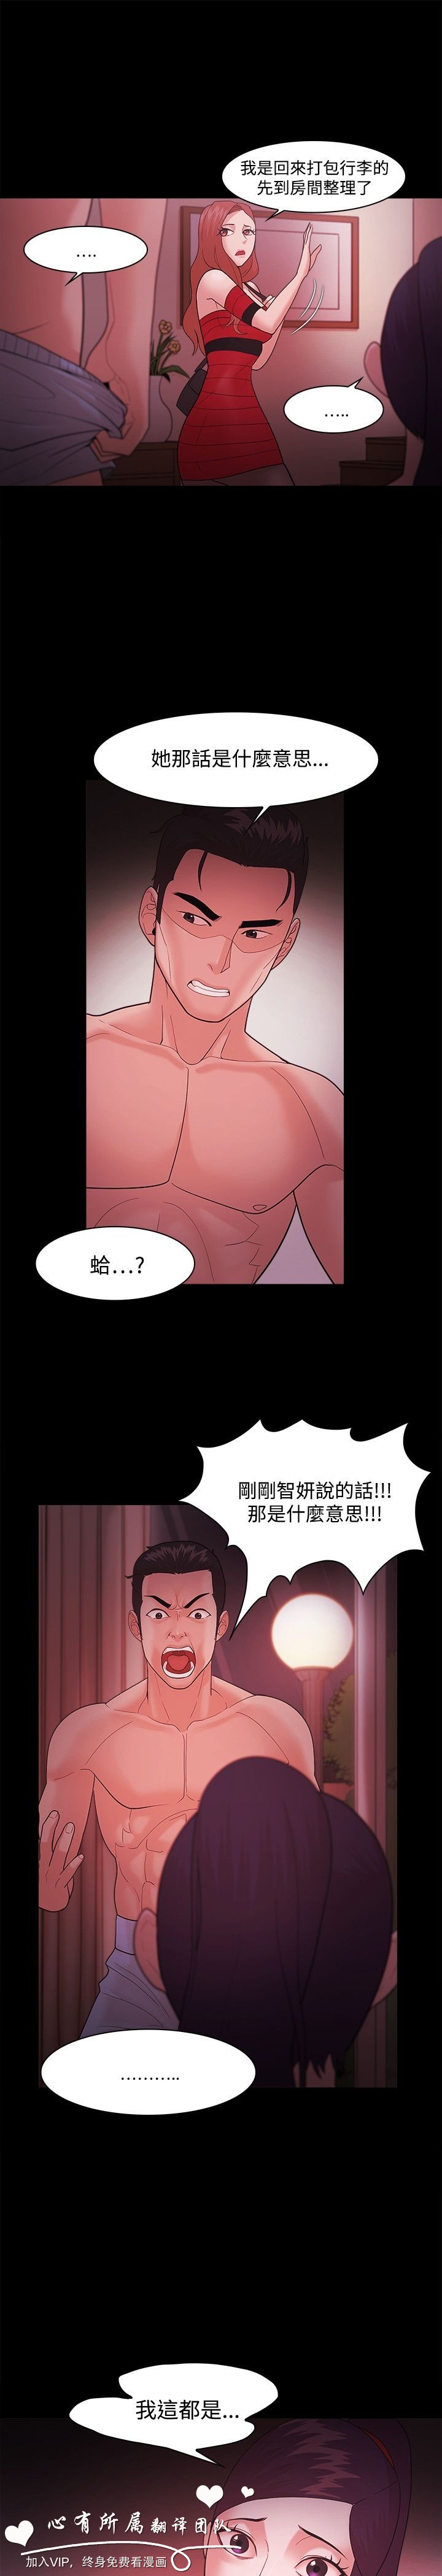 我是回來打包行李的
先到房間整理了
....
.....
她那話是什麼意思...
蛤...?
剛剛智妍說的話!!!
那是什麼意思!!!
...........
我這都是...
心有所属翻译团队
加入VIP，终身免费看漫画